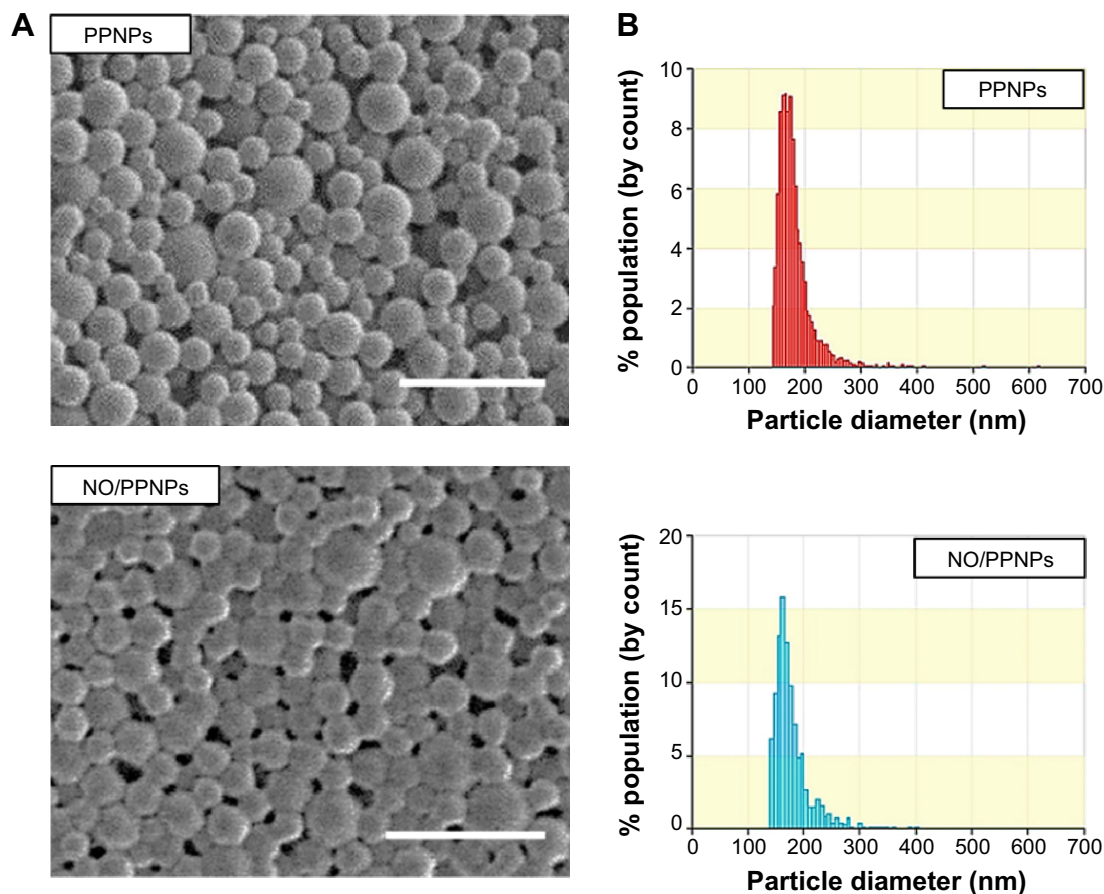 A
PPNPs
B
10
8
6
4
2
0
% population (by count)
PPNPs
0 100 200 300 400 500 600 700
Particle diameter (nm)
NO/PPNPs
20
15
10
5
0
% population (by count)
NO/PPNPs
0 100 200 300 400 500 600 700
Particle diameter (nm)